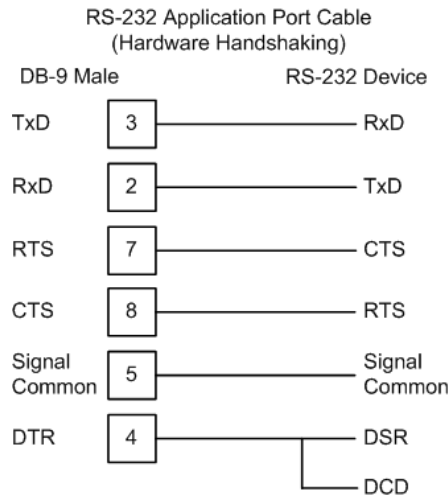 RS-232 Application Port Cable
(Hardware Handshaking)
DB-9 Male RS-232 Device
TxD 3 RxD
RxD 2 TxD
RTS 7 CTS
CTS 8 RTS
Signal
Common 5 Signal
Common
DTR 4 DSR
DCD